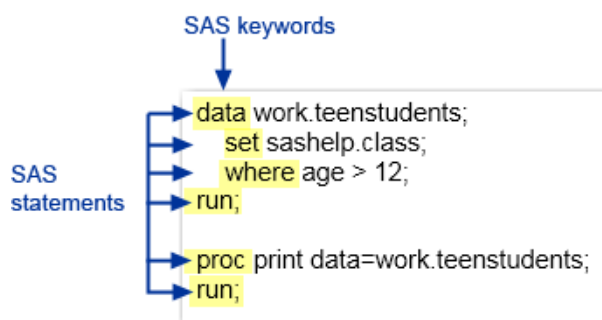 SAS keywords
data work.teenstudents;
set sashelp.class;
where age > 12;
run;
SAS
statements
proc print data=work.teenstudents;
run;